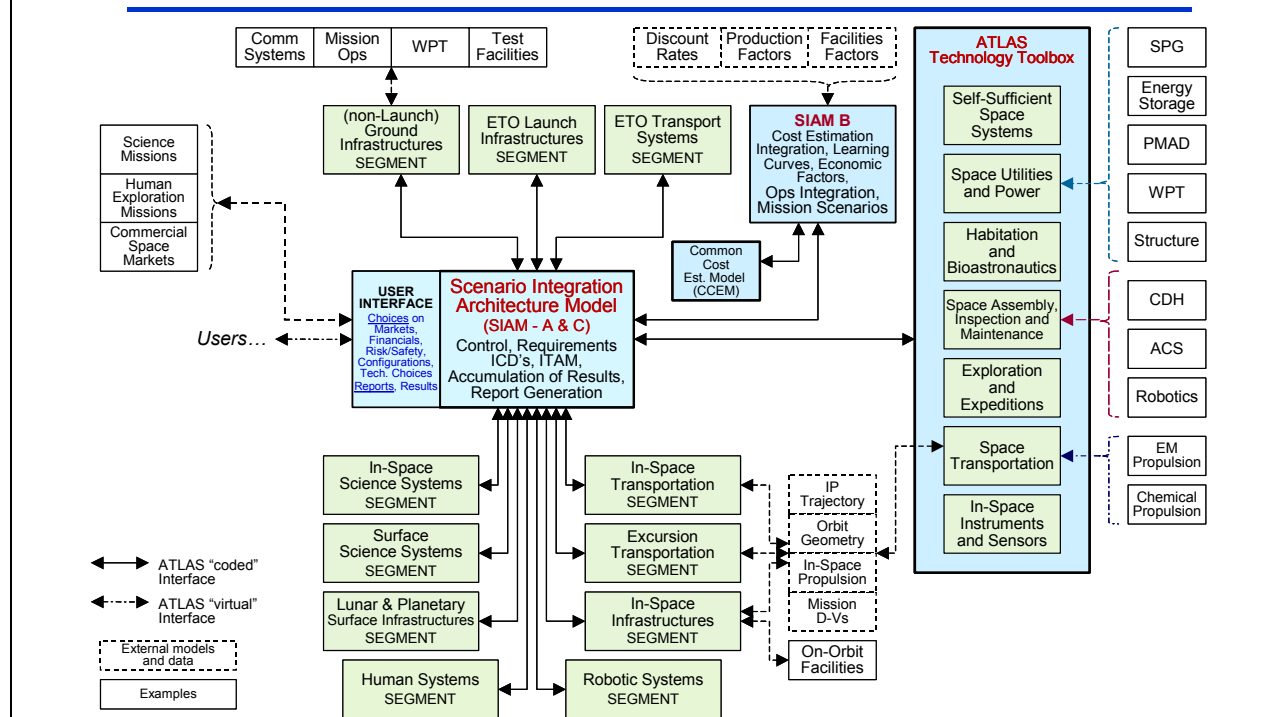 Comm
Systems
Mission
Ops
WPT
Test
Facilities
Discount
Rates
Production
Factors
Facilities
Factors
ATLAS
Technology Toolbox
SPG
Energy
Storage
PMAD
WPT
Structure
CDH
ACS
Robotics
EM
Propulsion
Chemical
Propulsion
Self-Sufficient
Space
Systems
Space Utilities
and Power
Habitation
and
Bioastronautics
Space Assembly,
Inspection and
Maintenance
Exploration
and
Expeditions
Space
Transportation
In-Space
Instruments
and Sensors
(non-Launch)
Ground
Infrastructures
SEGMENT
ETO Launch
Infrastructures
SEGMENT
ETO Transport
Systems
SEGMENT
SIAM B
Cost Estimation
Integration, Learning
Curves, Economic
Factors,
Ops Integration,
Mission Scenarios
Science
Missions
Human
Exploration
Missions
Commercial
Space
Markets
Common
Cost
Est. Model
(CCEM)
Users...
USER
INTERFACE
Choices on
Markets,
Financials,
Risk/Safety,
Configurations,
Tech. Choices
Reports, Results
Scenario Integration
Architecture Model
(SIAM - A & C)
Control, Requirements
ICD's, ITAM,
Accumulation of Results,
Report Generation
In-Space
Science Systems
SEGMENT
Surface
Science Systems
SEGMENT
Lunar & Planetary
Surface Infrastructures
SEGMENT
Human Systems
SEGMENT
In-Space
Transportation
SEGMENT
Excursion
Transportation
SEGMENT
In-Space
Infrastructures
SEGMENT
Robotic Systems
SEGMENT
IP
Trajectory
Orbit
Geometry
In-Space
Propulsion
Mission
D-Vs
On-Orbit
Facilities
ATLAS “coded”
Interface
ATLAS “virtual”
Interface
External models
and data
Examples